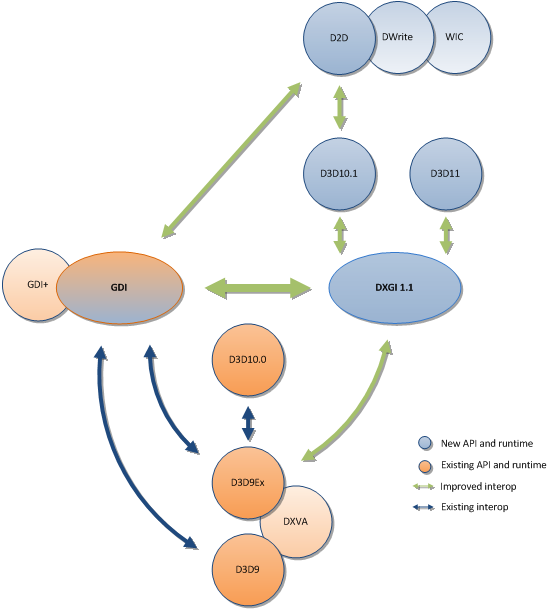 D2D
DWrite
WIC
D3D10.1
D3D11
GDI+
GDI
DXGI 1.1
D3D10.0
D3D9Ex
DXVA
D3D9
New API and runtime
Existing API and runtime
Improved interop
Existing interop